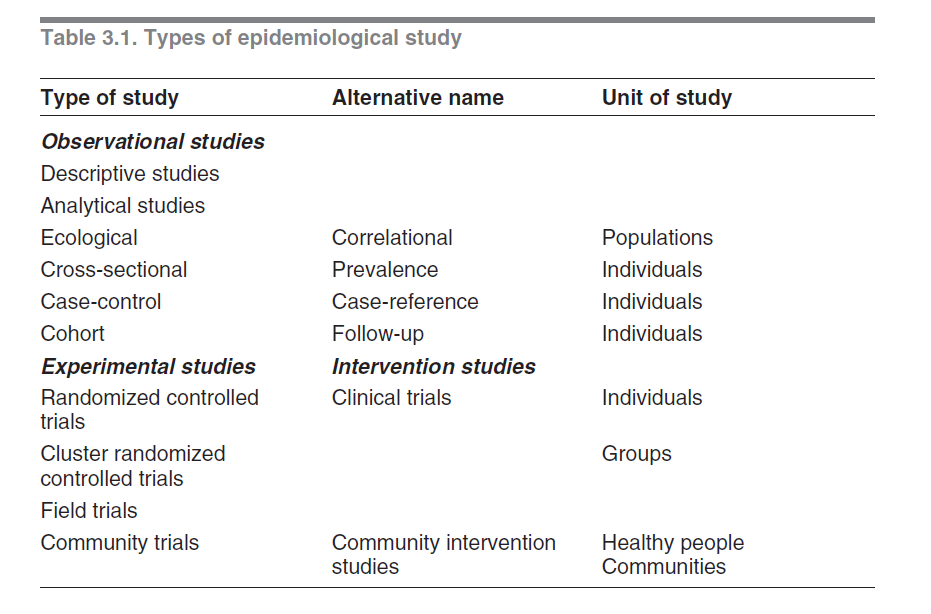 Table 3.1. Types of epidemiological study
Type of study Alternative name Unit of study
Observational studies
Descriptive studies
Analytical studies
Ecological Correlational Populations
Cross-sectional Prevalence Individuals
Case-control Case-reference Individuals
Cohort Follow-up Individuals
Experimental studies Intervention studies
Randomized controlled Clinical trials Individuals
trials
Cluster randomized Groups
controlled trials
Field trials
Community trials Community intervention Healthy people
studies Communities